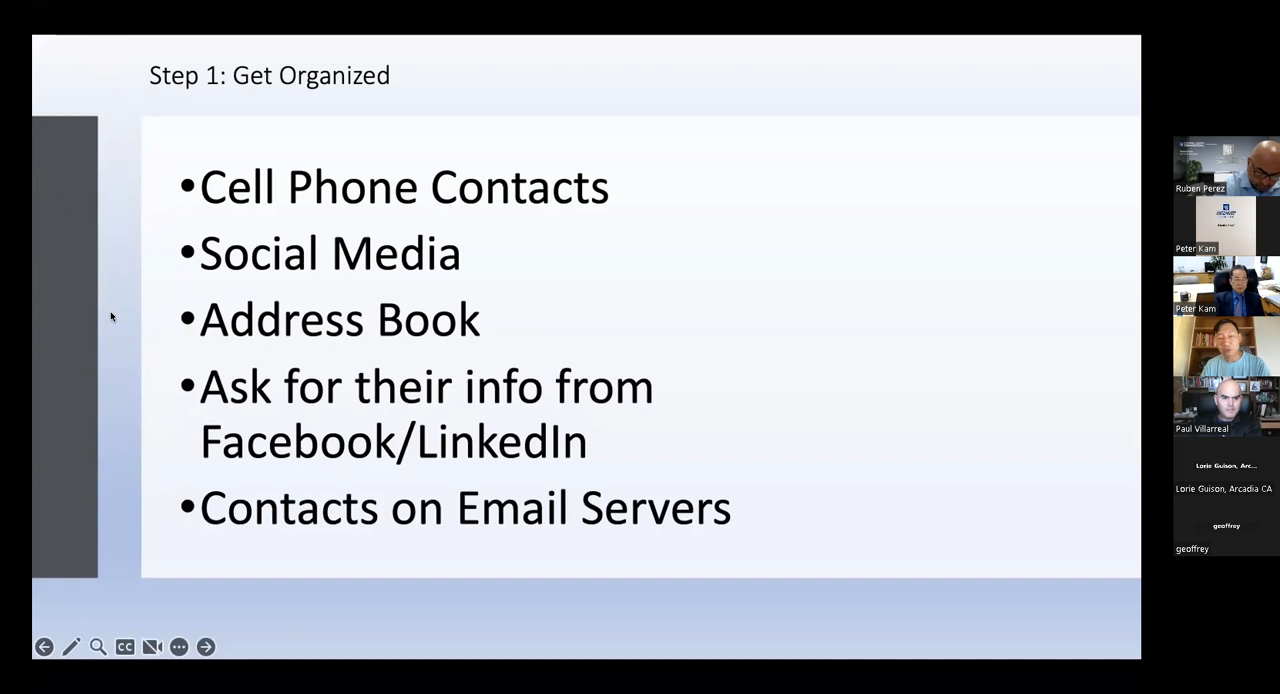 Step 1: Get Organized
•Cell Phone Contacts
•Social Media
•Address Book
•Ask for their info from
Facebook/LinkedIn
•Contacts on Email Servers
CC
Ruben Perez
Peter Kam
Peter Kam
Paul Villarreal
Lorie Guison, Arc...
Lorie Guison, Arcadia CA
geoffrey
geoffrey